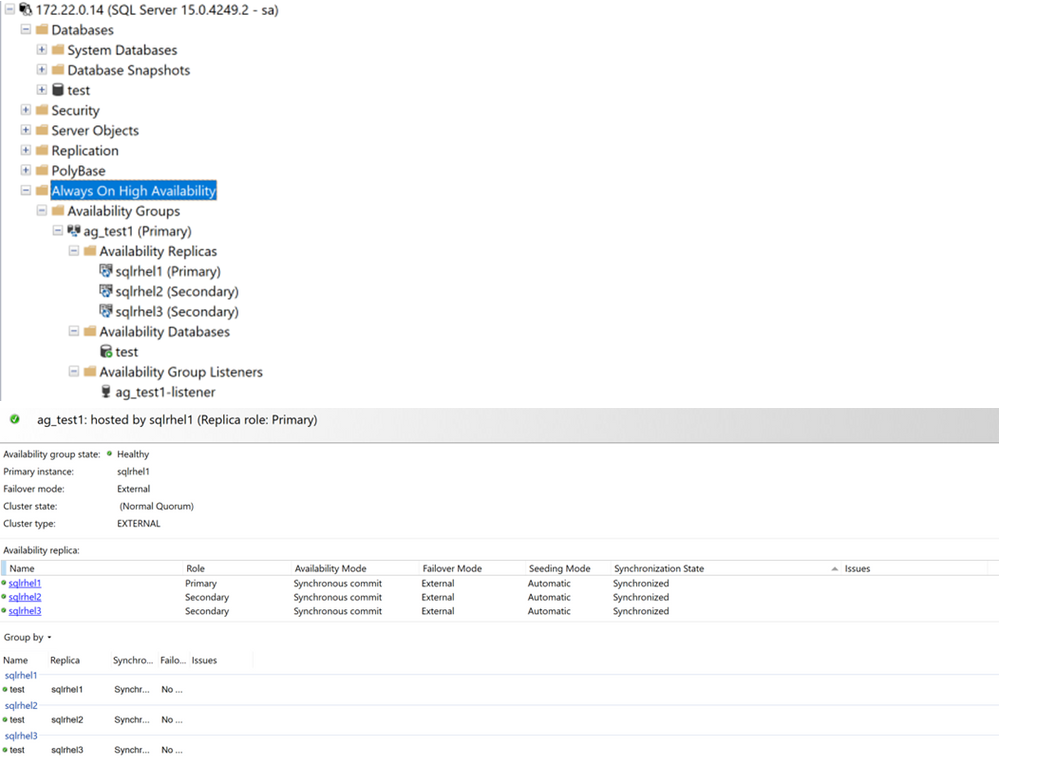 172.22.0.14 (SQL Server 15.0.4249.2 - sa)
Databases
System Databases
Database Snapshots
test
Security
Server Objects
Replication
PolyBase
Always On High Availability
Availability Groups
ag_test1 (Primary)
Availability Replicas
sqlrhel1 (Primary)
sqlrhel2 (Secondary)
sqlrhel3 (Secondary)
Availability Databases
test
Availability Group Listeners
ag_test1-listener
ag_test1: hosted by sqlrhel1 (Replica role: Primary)
Availability group state: Healthy
Primary instance: sqlrhel1
Failover mode: External
Cluster state: (Normal Quorum)
Cluster type: EXTERNAL
Availability replica:
Name Role Availability Mode Failover Mode Seeding Mode Synchronization State Issues
sqlrhel1 Primary Synchronous commit External Automatic Synchronized
sqlrhel2 Secondary Synchronous commit External Automatic Synchronized
sqlrhel3 Secondary Synchronous commit External Automatic Synchronized
Group by
Name Replica Synchro... Failo... Issues
sqlrhel1
test sqlrhel1 Synchr... No ...
sqlrhel2
test sqlrhel2 Synchr... No ...
sqlrhel3
test sqlrhel3 Synchr... No ...